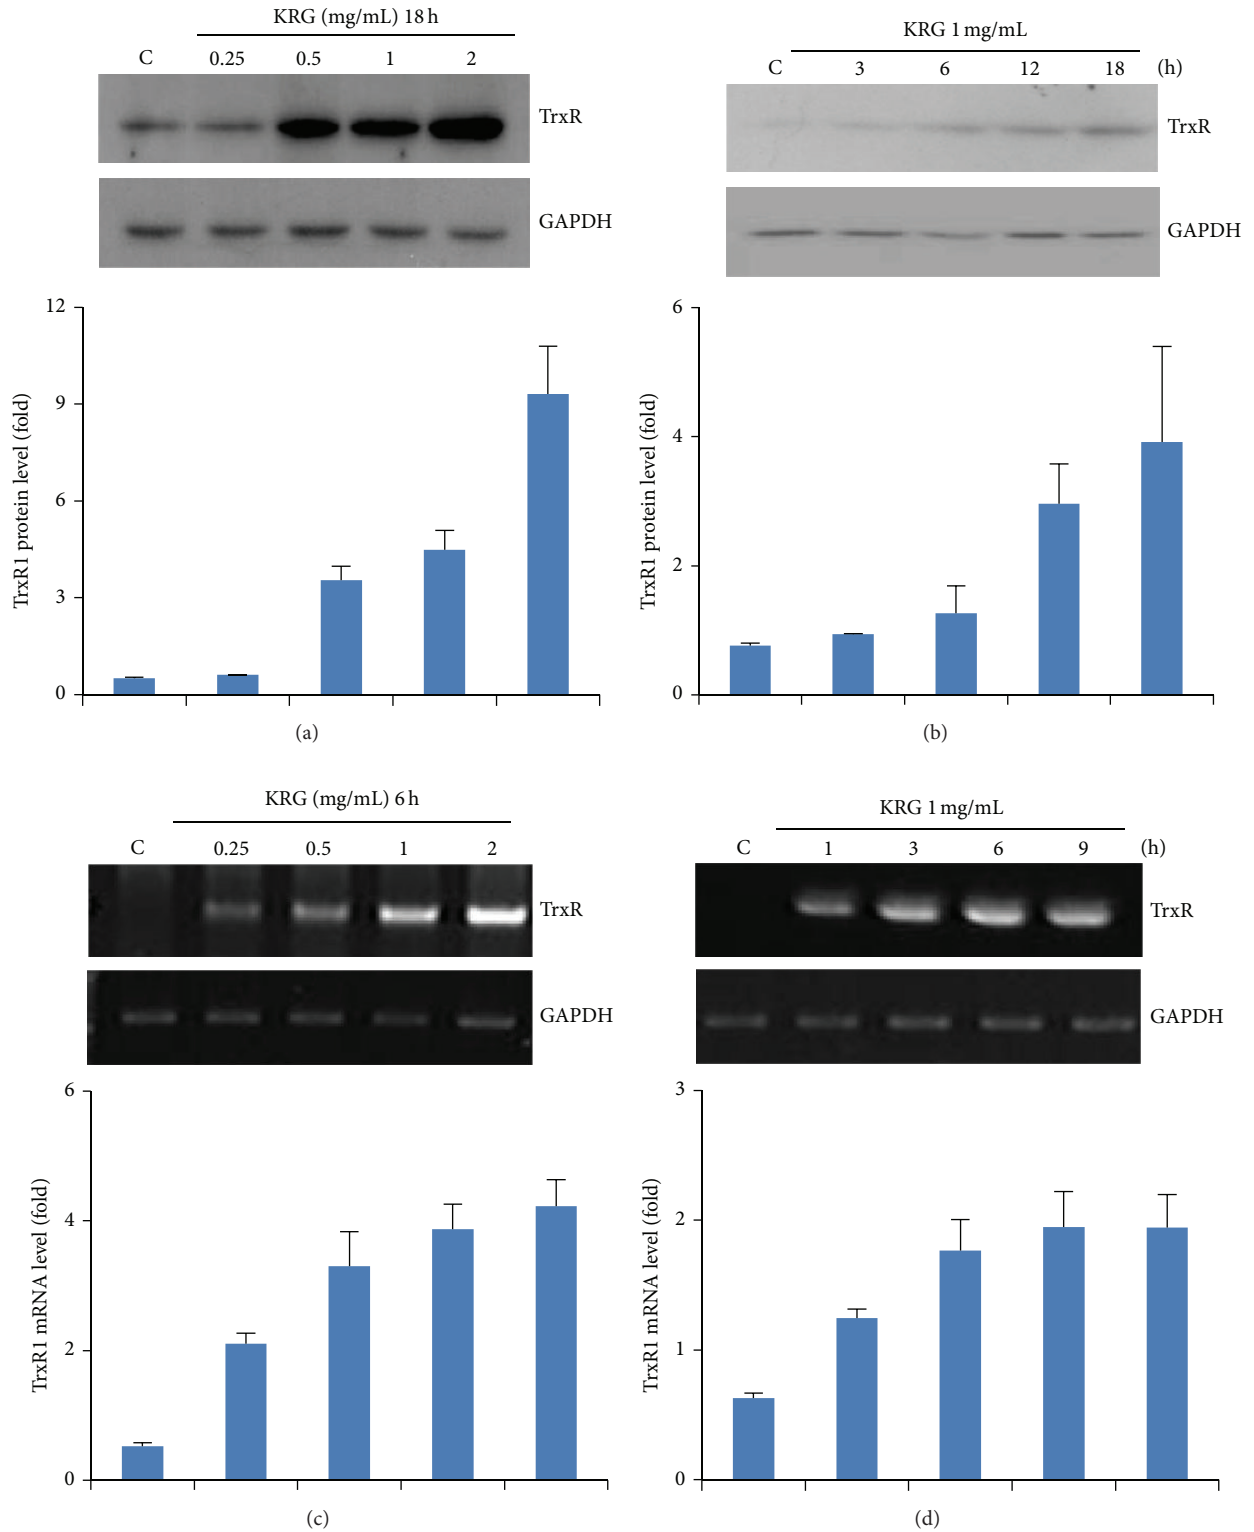 KRG (mg/mL) 18 h
C 0.25 0.5 1 2
TrxR
GAPDH
12
9
6
3
0
TrxR1 protein level (fold)
(a)
KRG 1 mg/mL
C 3 6 12 18 (h)
TrxR
GAPDH
6
4
2
0
TrxR1 protein level (fold)
(b)
KRG (mg/mL) 6 h
C 0.25 0.5 1 2
TrxR
GAPDH
6
4
2
0
TrxR1 mRNA level (fold)
(c)
KRG 1 mg/mL
C 1 3 6 9 (h)
TrxR
GAPDH
3
2
1
0
TrxR1 mRNA level (fold)
(d)